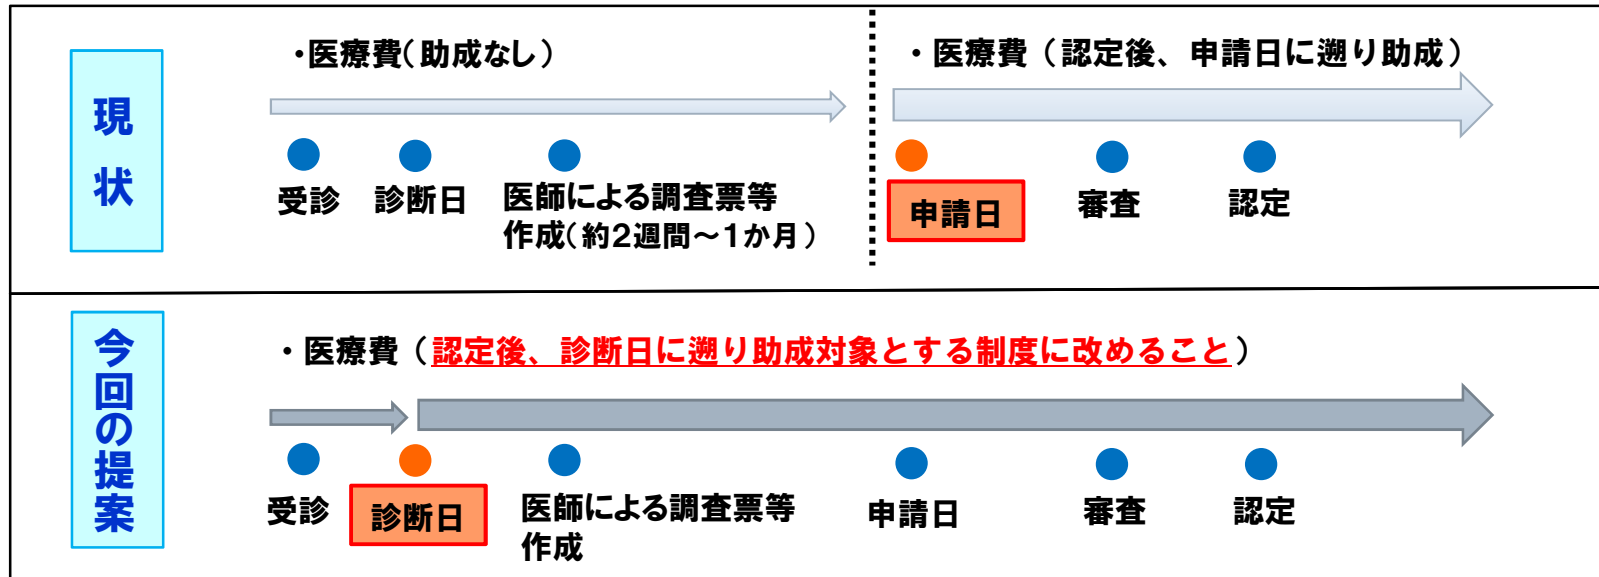 現状
・医療費(助成なし)
・医療費(認定後、申請日に遡り助成)
受診
診断日
医師による調査票等
作成(約2週間～1か月)
申請日
審査
認定
今回の提案
・医療費(認定後、診断日に遡り助成対象とする制度に改めること)
受診
診断日
医師による調査票等
作成
申請日
審査
認定